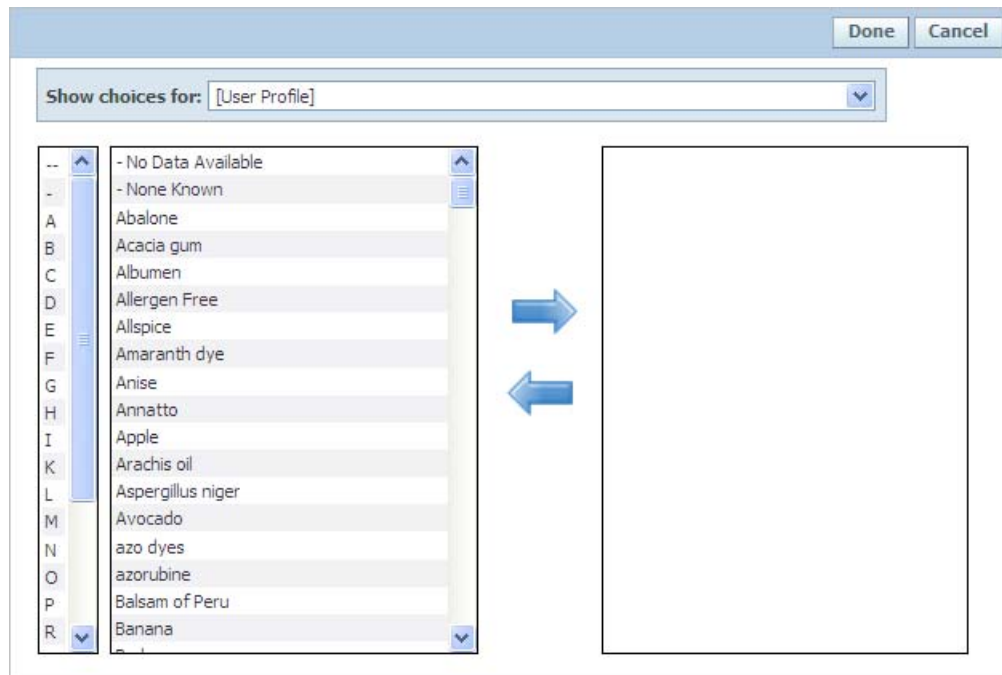 Done Cancel
Show choices for: [User Profile]
--
-
A
B
C
D
E
F
G
H
I
K
L
M
N
O
P
R
- No Data Available
- None Known
Abalone
Acacia gum
Albumen
Allergen Free
Allspice
Amaranth dye
Anise
Annatto
Apple
Arachis oil
Aspergillus niger
Avocado
azo dyes
azorubine
Balsam of Peru
Banana